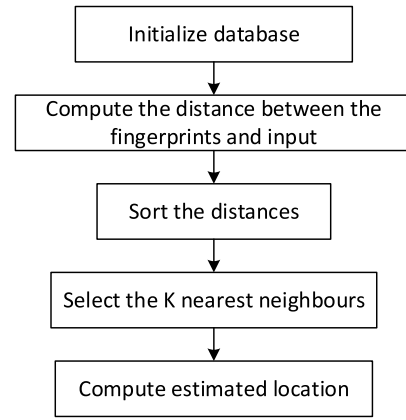 Initialize database
Compute the distance between the
fingerprints and input
Sort the distances
Select the K nearest neighbours
Compute estimated location